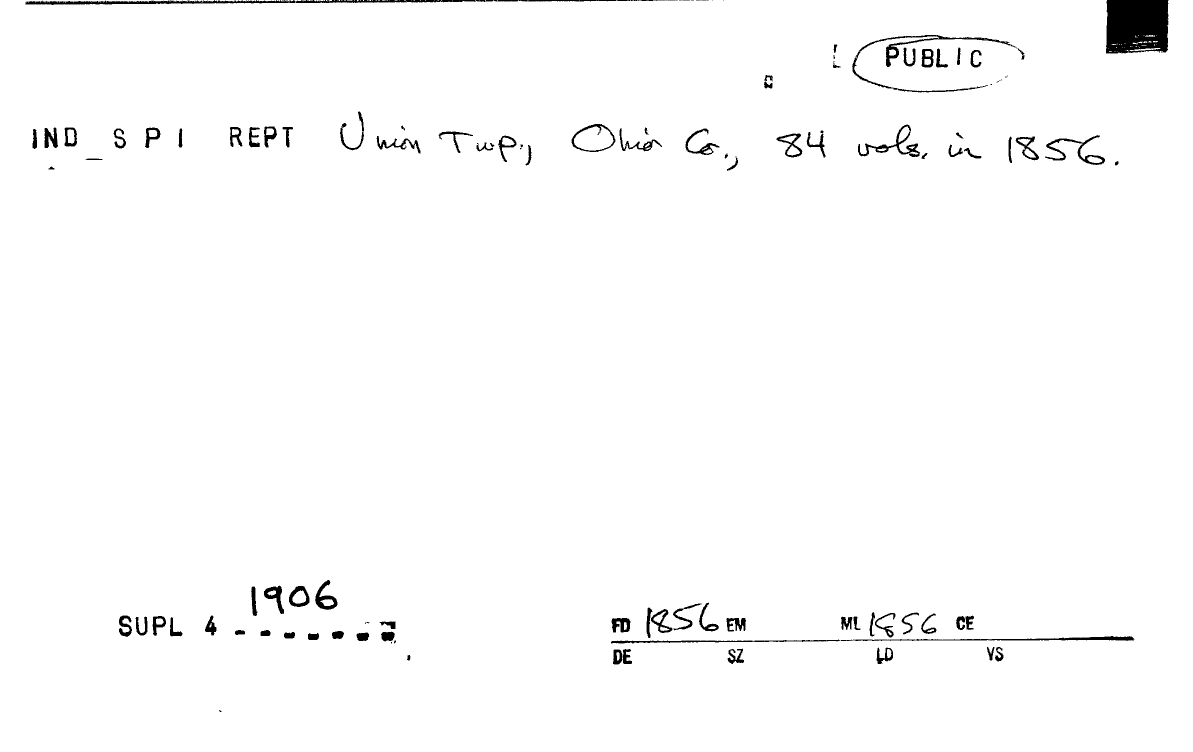 PUBLIC
IND SPI REPT Union Twp., Ohio Co., 84 vols. in 1856.
1906
SUPL 4
FD 1856 EM ML 1856 CE
DE SZ LD VS